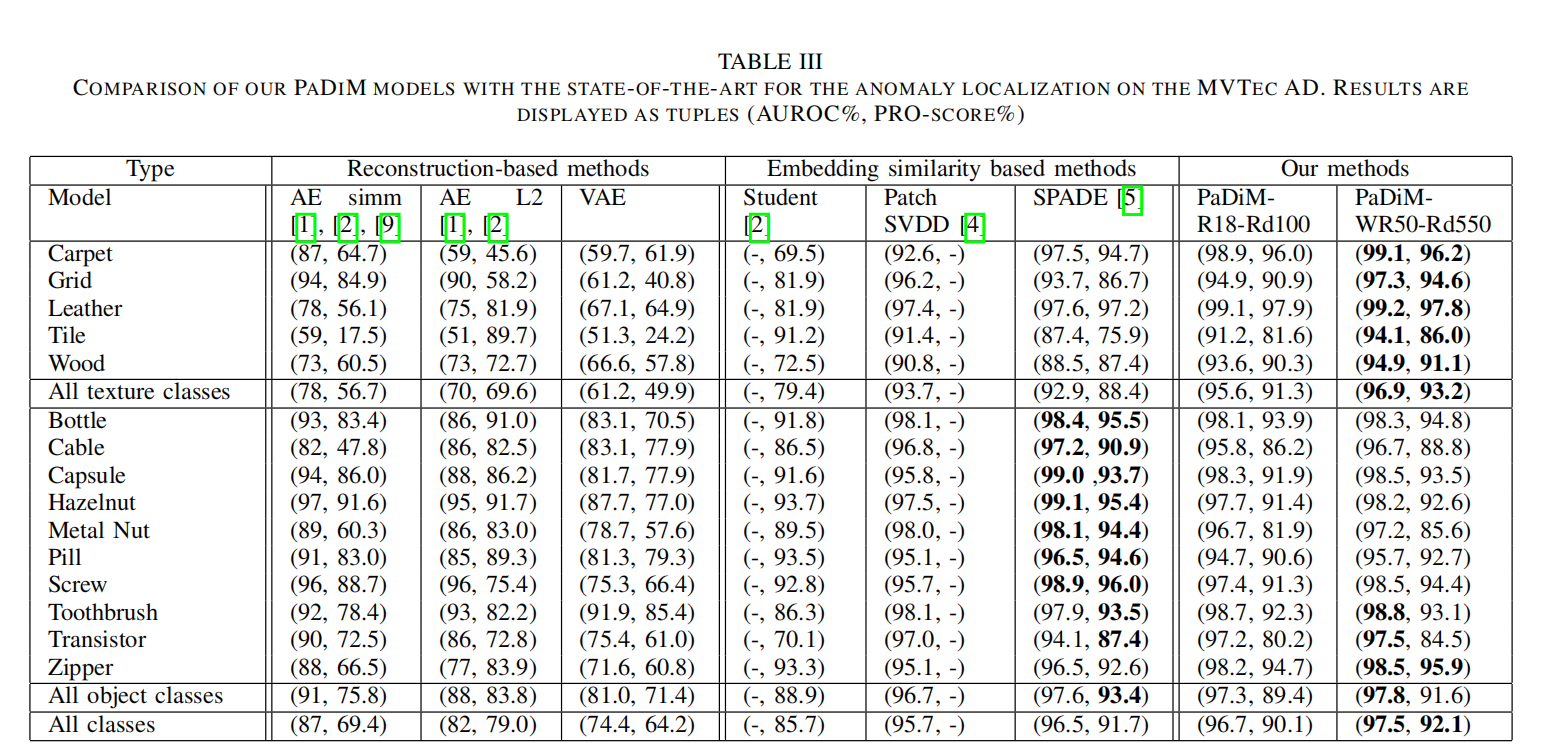 TABLE III
COMPARISON OF OUR PADIM MODELS WITH THE STATE-OF-THE-ART FOR THE ANOMALY LOCALIZATION ON THE MVTEC AD. RESULTS ARE
DISPLAYED AS TUPLES (AUROC%, PRO-SCORE%)
Type Reconstruction-based methods Embedding similarity based methods Our methods
Model AE simm AE L2 VAE Student Patch SPADE [5] PaDiM- PaDiM-
[1], [2], [9] [1], [2] [2] SVDD [4] R18-Rd100 WR50-Rd550
Carpet (87, 64.7) (59, 45.6) (59.7, 61.9) (-, 69.5) (92.6, -) (97.5, 94.7) (98.9, 96.0) (99.1, 96.2)
Grid (94, 84.9) (90, 58.2) (61.2, 40.8) (-, 81.9) (96.2, -) (93.7, 86.7) (94.9, 90.9) (97.3, 94.6)
Leather (78, 56.1) (75, 81.9) (67.1, 64.9) (-, 81.9) (97.4, -) (97.6, 97.2) (99.1, 97.9) (99.2, 97.8)
Tile (59, 17.5) (51, 89.7) (51.3, 24.2) (-, 91.2) (91.4, -) (87.4, 75.9) (91.2, 81.6) (94.1, 86.0)
Wood (73, 60.5) (73, 72.7) (66.6, 57.8) (-, 72.5) (90.8, -) (88.5, 87.4) (93.6, 90.3) (94.9, 91.1)
All texture classes (78, 56.7) (70, 69.6) (61.2, 49.9) (-, 79.4) (93.7, -) (92.9, 88.4) (95.6, 91.3) (96.9, 93.2)
Bottle (93, 83.4) (86, 91.0) (83.1, 70.5) (-, 91.8) (98.1, -) (98.4, 95.5) (98.1, 93.9) (98.3, 94.8)
Cable (82, 47.8) (86, 82.5) (83.1, 77.9) (-, 86.5) (96.8, -) (97.2, 90.9) (95.8, 86.2) (96.7, 88.8)
Capsule (94, 86.0) (88, 86.2) (81.7, 77.9) (-, 91.6) (95.8, -) (99.0 ,93.7) (98.3, 91.9) (98.5, 93.5)
Hazelnut (97, 91.6) (95, 91.7) (87.7, 77.0) (-, 93.7) (97.5, -) (99.1, 95.4) (97.7, 91.4) (98.2, 92.6)
Metal Nut (89, 60.3) (86, 83.0) (78.7, 57.6) (-, 89.5) (98.0, -) (98.1, 94.4) (96.7, 81.9) (97.2, 85.6)
Pill (91, 83.0) (85, 89.3) (81.3, 79.3) (-, 93.5) (95.1, -) (96.5, 94.6) (94.7, 90.6) (95.7, 92.7)
Screw (96, 88.7) (96, 75.4) (75.3, 66.4) (-, 92.8) (95.7, -) (98.9, 96.0) (97.4, 91.3) (98.5, 94.4)
Toothbrush (92, 78.4) (93, 82.2) (91.9, 85.4) (-, 86.3) (98.1, -) (97.9, 93.5) (98.7, 92.3) (98.8, 93.1)
Transistor (90, 72.5) (86, 72.8) (75.4, 61.0) (-, 70.1) (97.0, -) (94.1, 87.4) (97.2, 80.2) (97.5, 84.5)
Zipper (88, 66.5) (77, 83.9) (71.6, 60.8) (-, 93.3) (95.1, -) (96.5, 92.6) (98.2, 94.7) (98.5, 95.9)
All object classes (91, 75.8) (88, 83.8) (81.0, 71.4) (-, 88.9) (96.7, -) (97.6, 93.4) (97.3, 89.4) (97.8, 91.6)
All classes (87, 69.4) (82, 79.0) (74.4, 64.2) (-, 85.7) (95.7, -) (96.5, 91.7) (96.7, 90.1) (97.5, 92.1)